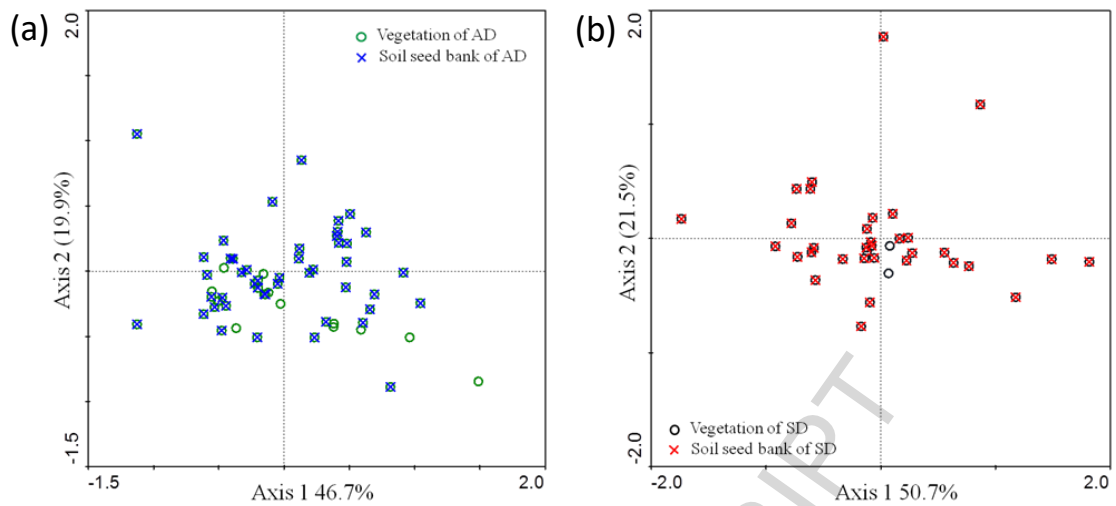 (a)
2.0
Vegetation of AD
Soil seed bank of AD
Axis 2 (19.9%)
-1.5
-1.5
Axis 1 46.7%
2.0
(b)
2.0
Axis 2 (21.5%)
Vegetation of SD
Soil seed bank of SD
-2.0
-2.0
Axis 1 50.7%
2.0
RIPT